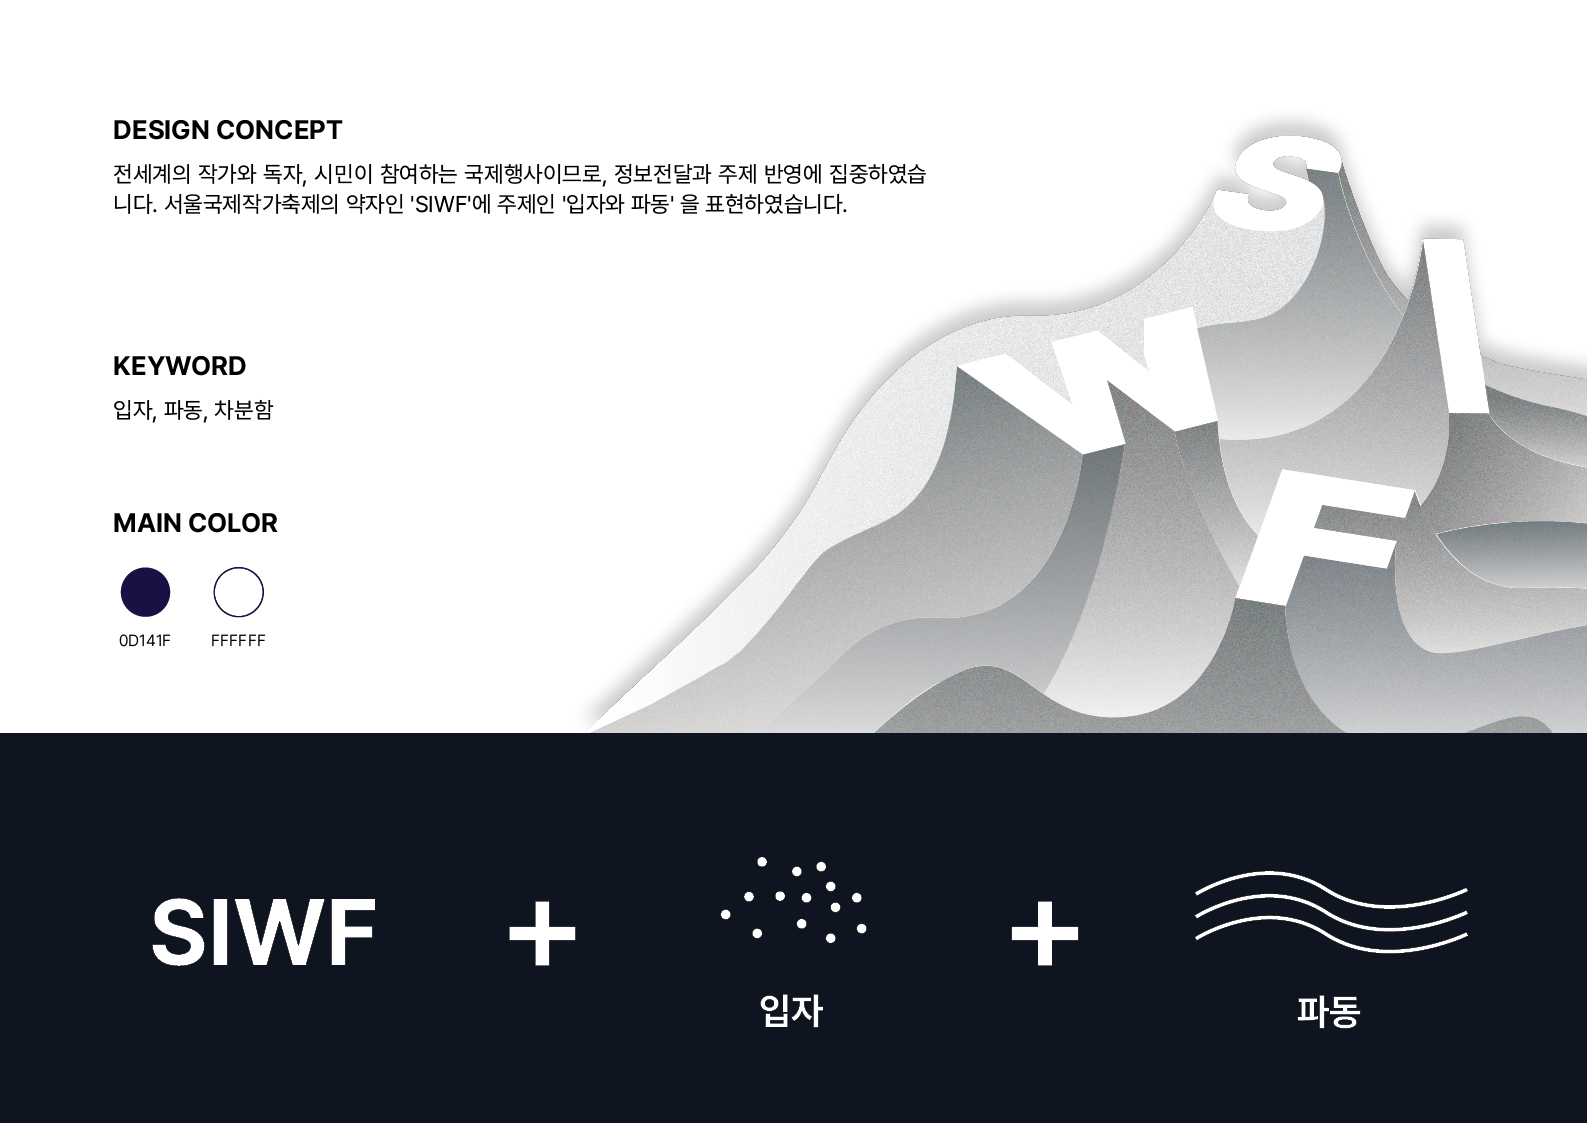 DESIGN CONCEPT
전세계의 작가와 독자, 시민이 참여하는 국제행사이므로, 정보전달과 주제 반영에 집중하였습
니다. 서울국제작가축제의 약자인 'SIWF'에 주제인 '입자와 파동' 을 표현하였습니다.
KEYWORD
입자, 파동, 차분함
MAIN COLOR
0D141F FFFFFF
S
I
W
F
SIWF + +
입자 파동